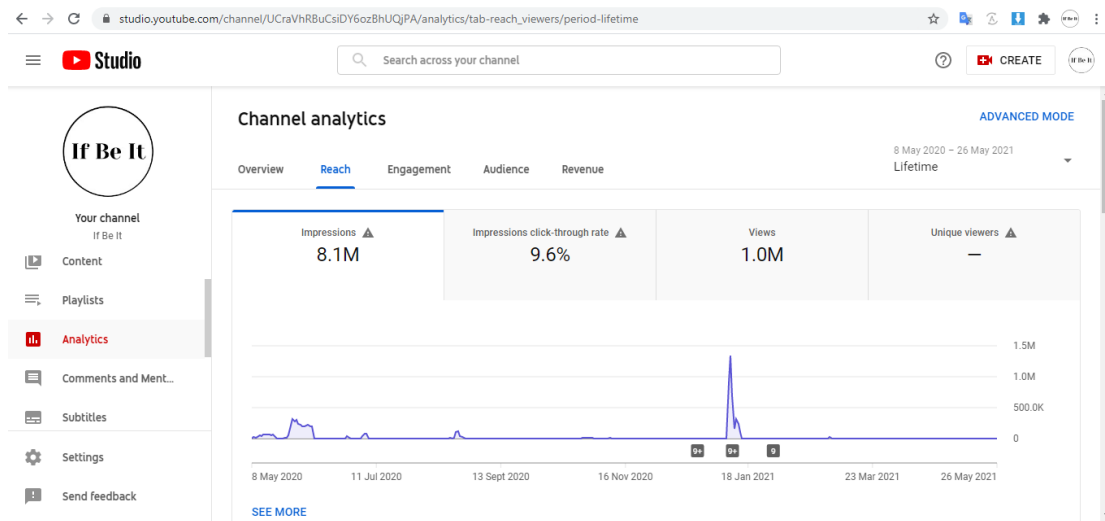 studio.youtube.com/channel/UCraVhRBuCsiDY6ozBhUQjPA/analytics/tab-reach_viewers/period-lifetime
Studio
Search across your channel
CREATE
If Be It
If Be It
Your channel
If Be It
Content
Playlists
Analytics
Comments and Ment...
Subtitles
Settings
Send feedback
Channel analytics
ADVANCED MODE
Overview
Reach
Engagement
Audience
Revenue
8 May 2020 – 26 May 2021
Lifetime
Impressions
8.1M
Impressions click-through rate
9.6%
Views
1.0M
Unique viewers
—
1.5M
1.0M
500.0K
0
9+
9+
9
8 May 2020
11 Jul 2020
13 Sept 2020
16 Nov 2020
18 Jan 2021
23 Mar 2021
26 May 2021
SEE MORE